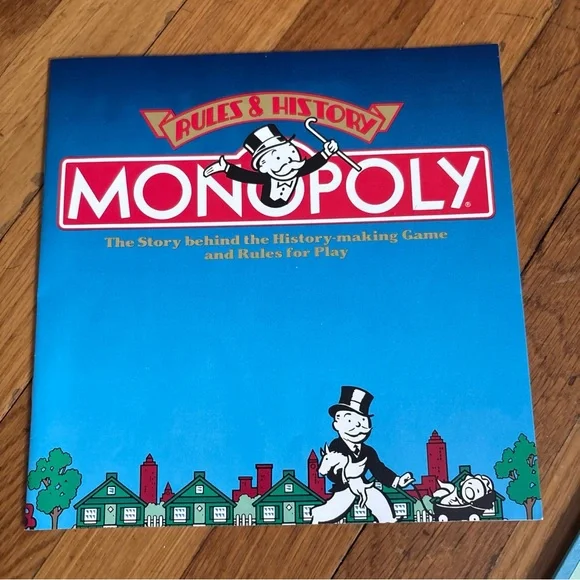 RULES & HISTORY
MONOPOLY®
The Story behind the History-making Game
and Rules for Play